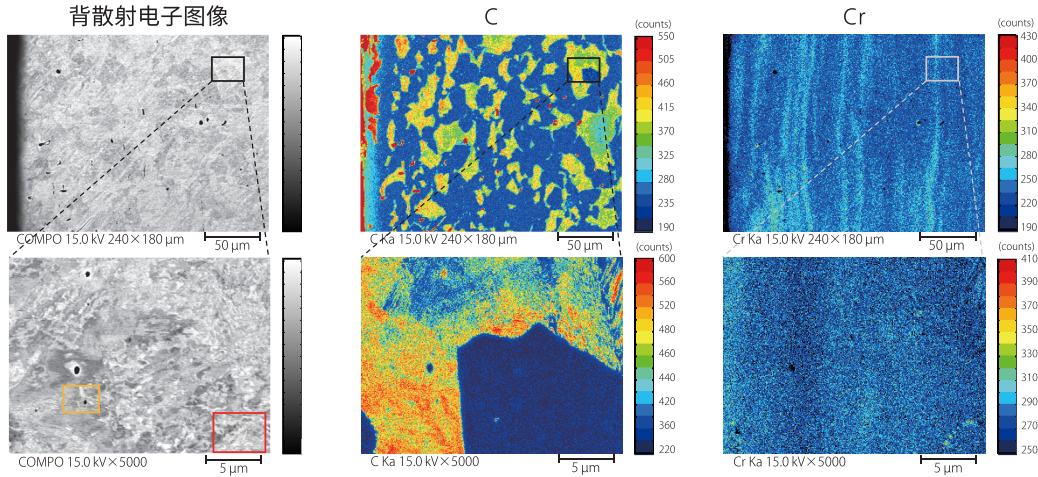 背散射电子图像
C
Cr
(counts)
550
505
460
415
370
325
280
235
190
(counts)
430
400
370
340
310
280
250
220
190
COMPO 15.0 kV 240×180 μm
50 μm
C Ka 15.0 kV 240×180 μm
50 μm
Cr Ka 15.0 kV 240×180 μm
50 μm
(counts)
600
560
520
480
460
420
340
360
220
(counts)
410
390
370
350
330
310
290
270
250
COMPO 15.0 kV×5000
5 μm
C Ka 15.0 kV×5000
5 μm
Cr Ka 15.0 kV×5000
5 μm